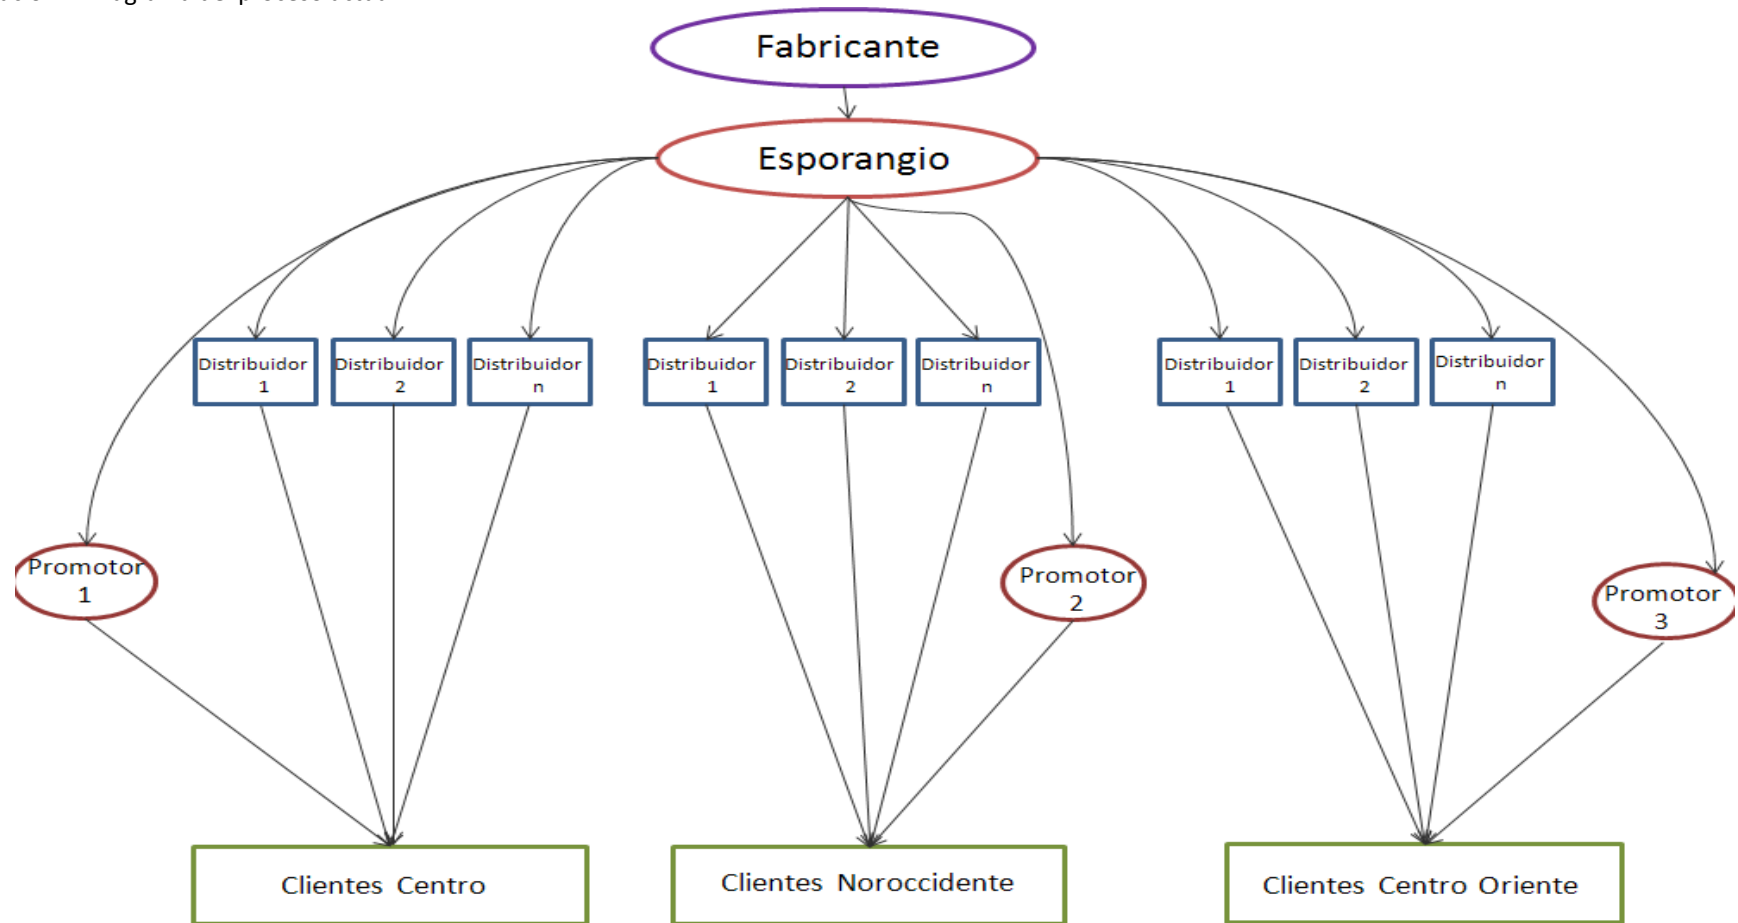 Fabricante
Esporangio
Distribuidor
1
Distribuidor
2
Distribuidor
n
Distribuidor
1
Distribuidor
2
Distribuidor
n
Distribuidor
1
Distribuidor
2
Distribuidor
n
Promotor
1
Promotor
2
Promotor
3
Clientes Centro
Clientes Noroccidente
Clientes Centro Oriente